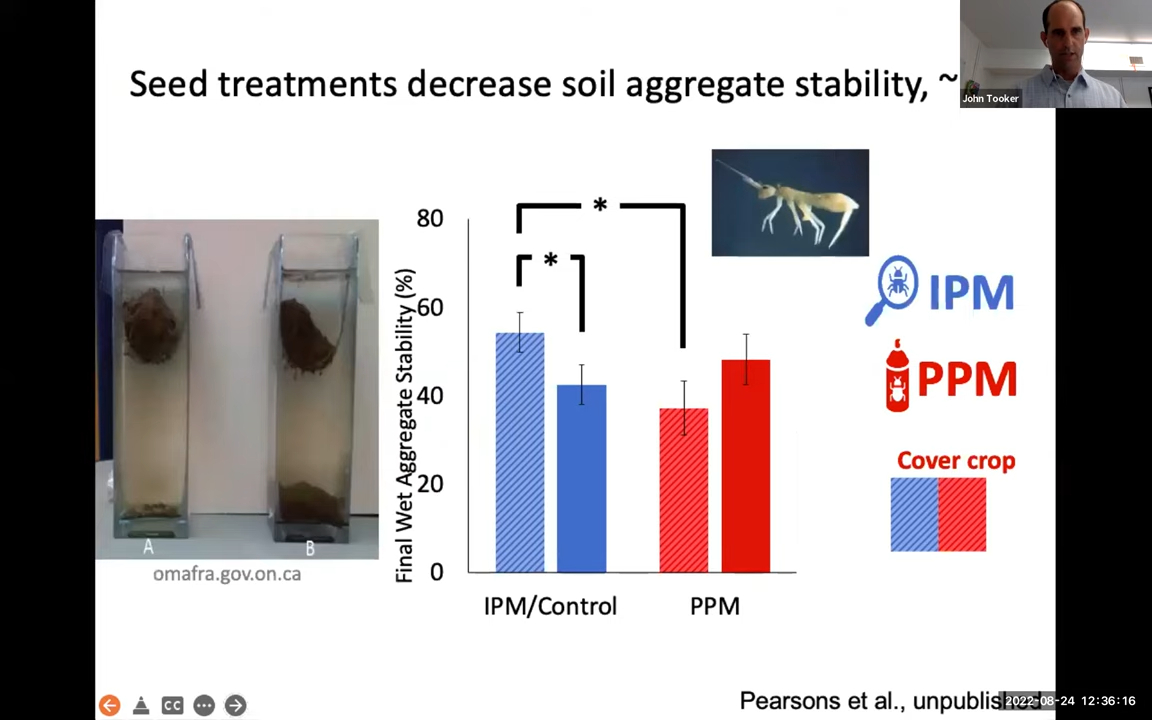 Seed treatments decrease soil aggregate stability, ~
John Tooker
*
*
Final Wet Aggregate Stability (%)
80
60
40
20
0
IPM/Control
PPM
IPM
PPM
Cover crop
A
B
omafra.gov.on.ca
CC
Pearsons et al., unpublished
2022-08-24 12:36:16